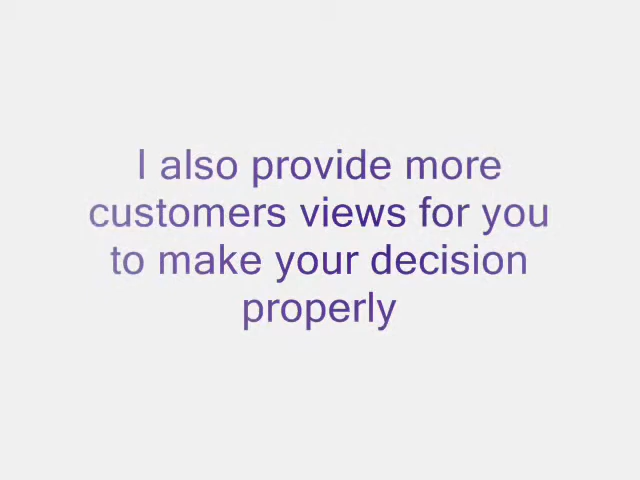 I also provide more
customers views for you
to make your decision
properly